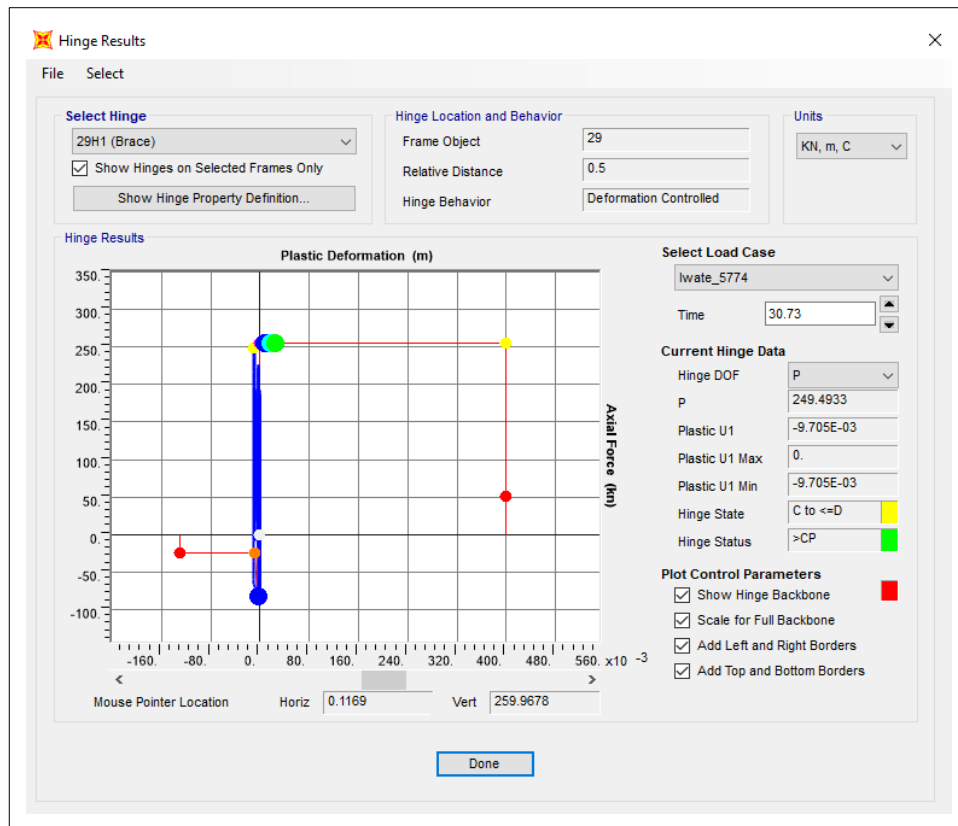 Hinge Results
File Select
Select Hinge
29H1 (Brace)
Show Hinges on Selected Frames Only
Show Hinge Property Definition...
Hinge Location and Behavior
Frame Object 29
Relative Distance 0.5
Hinge Behavior Deformation Controlled
Units
KN, m, C
Hinge Results
Plastic Deformation (m)
350.
300.
250.
200.
150.
100.
50.
0.
-50.
-100.
-160. -80. 0. 80. 160. 240. 320. 400. 480. 560. x10 -3
Axial Force (kn)
Mouse Pointer Location Horiz 0.1169 Vert 259.9678
Select Load Case
Iwate_5774
Time 30.73
Current Hinge Data
Hinge DOF P
P 249.4933
Plastic U1 -9.705E-03
Plastic U1 Max 0.
Plastic U1 Min -9.705E-03
Hinge State C to <=D
Hinge Status >CP
Plot Control Parameters
Show Hinge Backbone
Scale for Full Backbone
Add Left and Right Borders
Add Top and Bottom Borders
Done